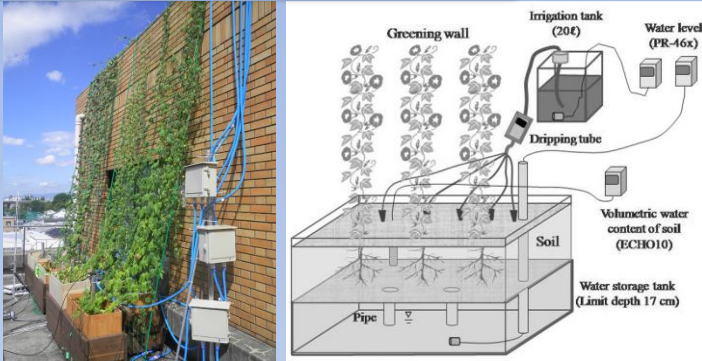 Irrigation tank
(20ℓ)
Water level
(PR-46x)
Greening wall
Dripping tube
Volumetric water
content of soil
(ECHO10)
Soil
Water storage tank
(Limit depth 17 cm)
Pipe